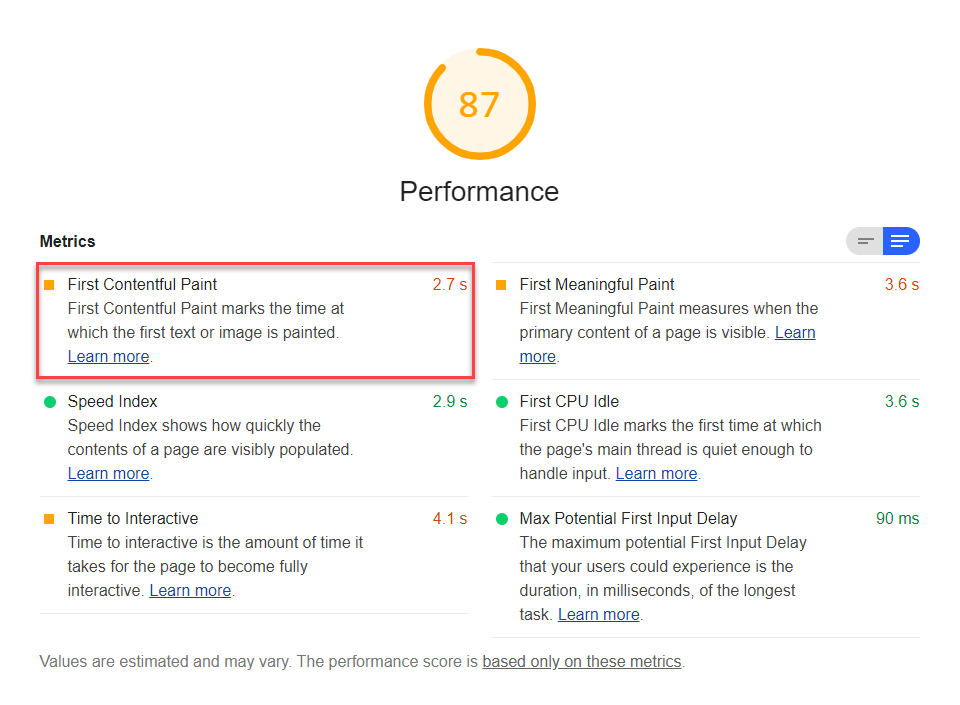 87
Performance
Metrics
First Contentful Paint 2.7 s
First Contentful Paint marks the time at
which the first text or image is painted.
Learn more.
First Meaningful Paint 3.6 s
First Meaningful Paint measures when the
primary content of a page is visible. Learn
more.
Speed Index 2.9 s
Speed Index shows how quickly the
contents of a page are visibly populated.
Learn more.
First CPU Idle 3.6 s
First CPU Idle marks the first time at which
the page's main thread is quiet enough to
handle input. Learn more.
Time to Interactive 4.1 s
Time to interactive is the amount of time it
takes for the page to become fully
interactive. Learn more.
Max Potential First Input Delay 90 ms
The maximum potential First Input Delay
that your users could experience is the
duration, in milliseconds, of the longest
task. Learn more.
Values are estimated and may vary. The performance score is based only on these metrics.